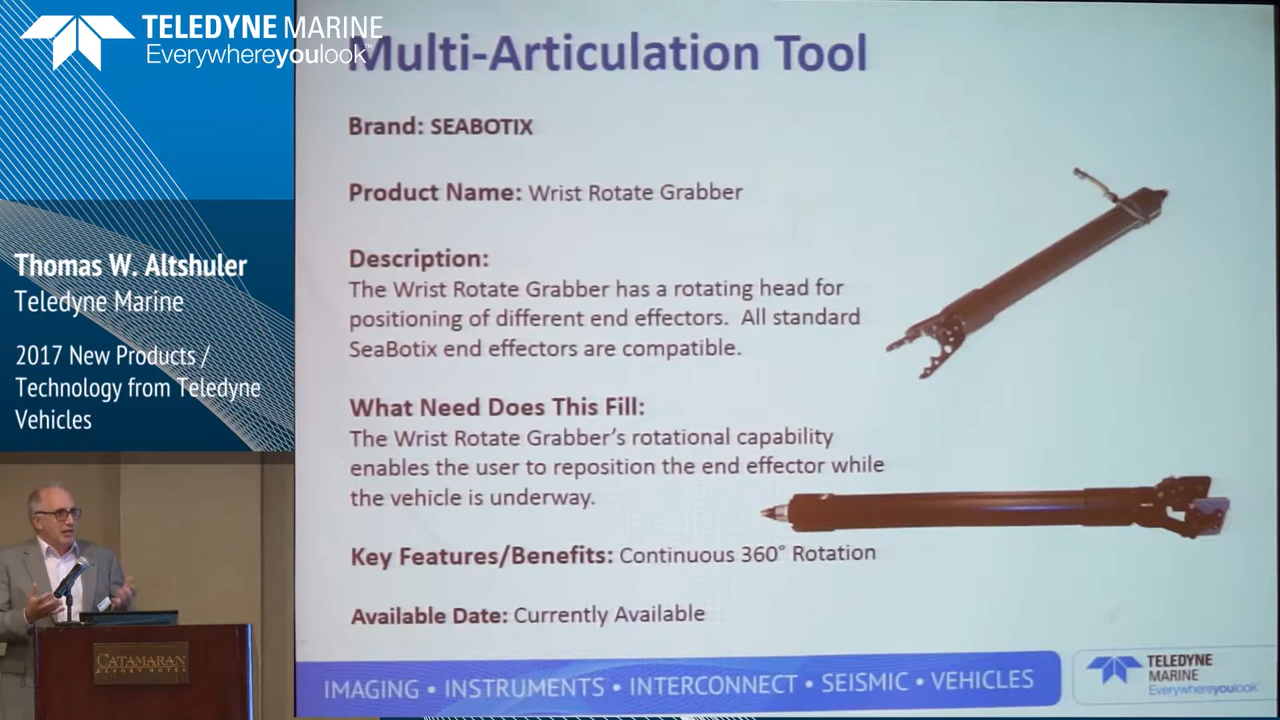 TELEDYNE MARINE
Everywhereyoulook™
Thomas W. Altshuler
Teledyne Marine
2017 New Products /
Technology from Teledyne
Vehicles
CATAMARAN
RESORT HOTEL
Multi-Articulation Tool
Brand: SEABOTIX
Product Name: Wrist Rotate Grabber
Description:
The Wrist Rotate Grabber has a rotating head for
positioning of different end effectors. All standard
SeaBotix end effectors are compatible.
What Need Does This Fill:
The Wrist Rotate Grabber's rotational capability
enables the user to reposition the end effector while
the vehicle is underway.
Key Features/Benefits: Continuous 360° Rotation
Available Date: Currently Available
IMAGING • INSTRUMENTS • INTERCONNECT • SEISMIC • VEHICLES
TELEDYNE
MARINE
Everywhereyoulook